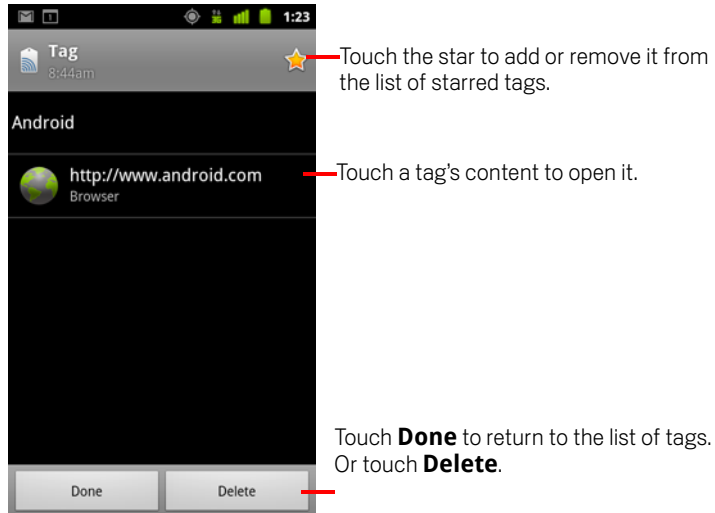 1:23
Tag
8:44am
Touch the star to add or remove it from
the list of starred tags.
Android
http://www.android.com
Browser
Touch a tag's content to open it.
Touch Done to return to the list of tags.
Or touch Delete.
Done
Delete